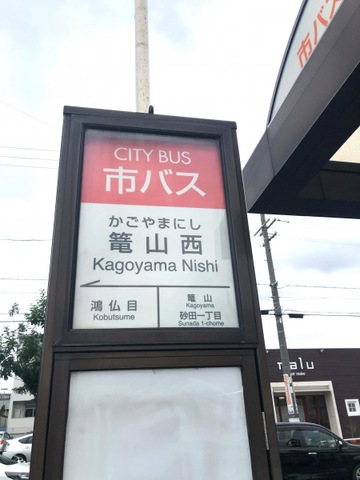 CITY BUS
市バス
かごやまにし
篭山西
Kagoyama Nishi
鴻仏目
Kobutsume
篭山
Kagoyama
砂田一丁目
Sunada 1-chome
市バス